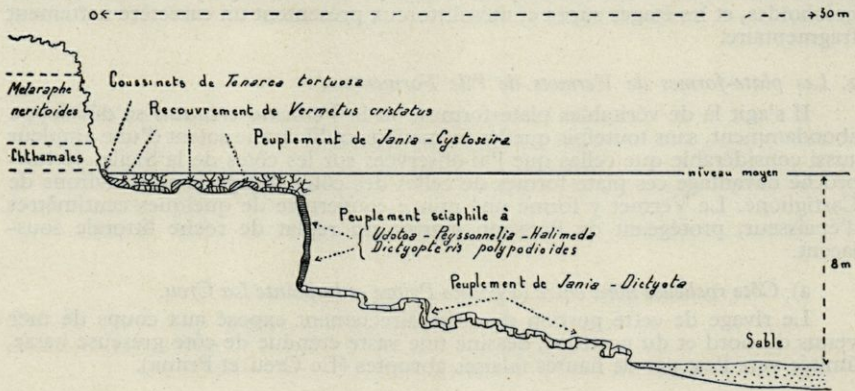 0
+ 50 m
Melaraphe
neritoides
Chthamales
Coussinets de Tenarea tortuosa
Recouvrement de Vermetus cristatus
Peuplement de Jania-Cystoseira
niveau moyen
Peuplement sciaphile à
Udotea - Peyssonnelia - Halimeda
Dictyopteris polypodioides
8m
Peuplement de Jania - Dictyota
Sable